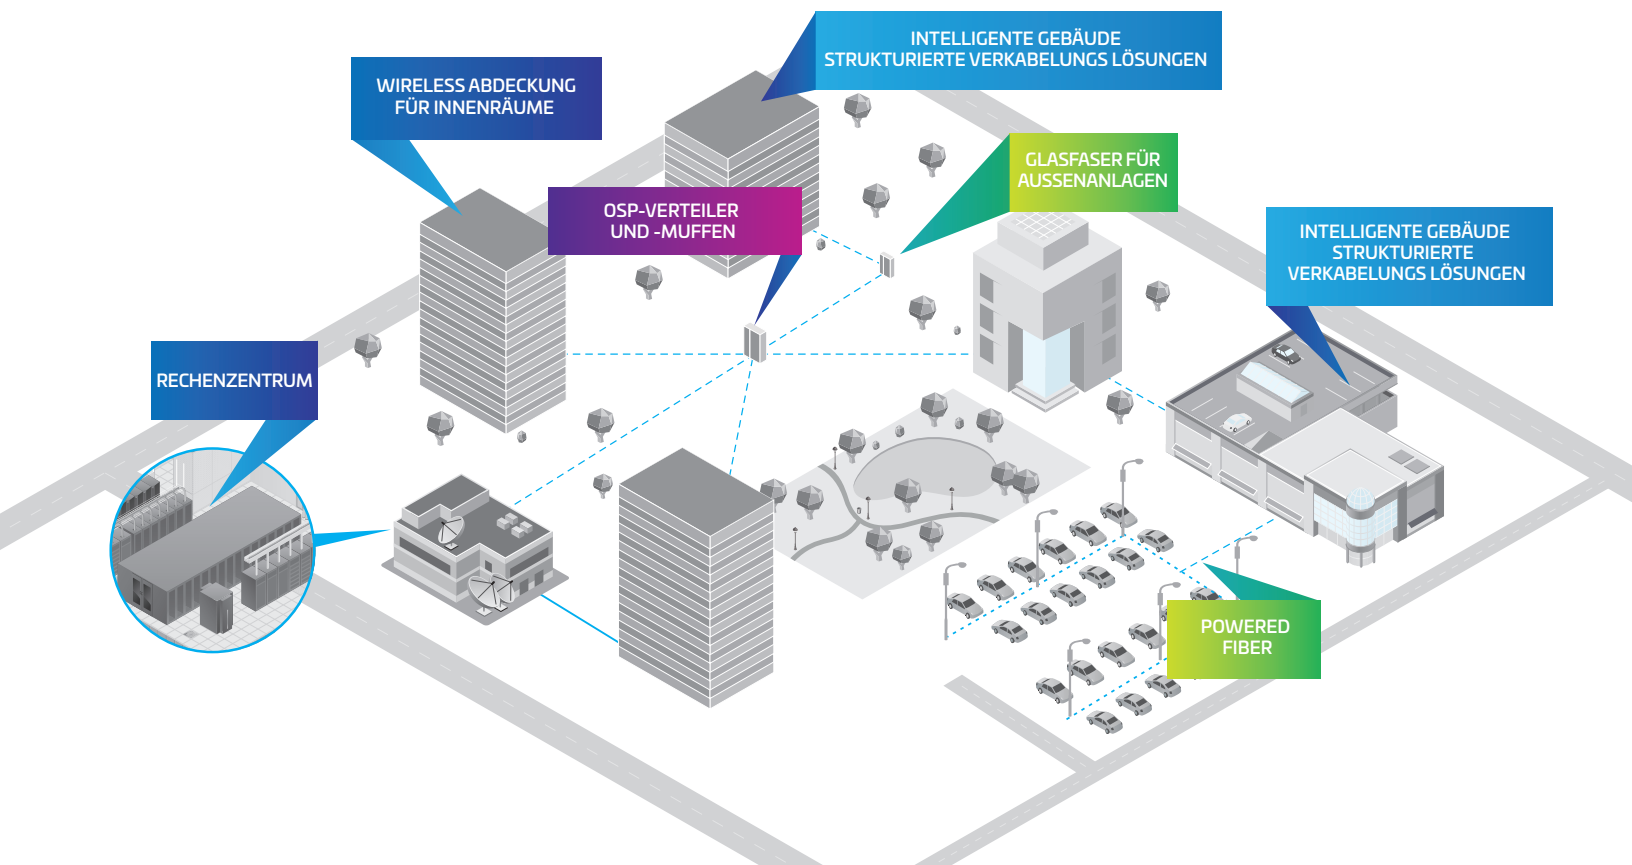 INTELLIGENTE GEBÄUDE
STRUKTURIERTE VERKABELUNGS LÖSUNGEN
WIRELESS ABDECKUNG
FÜR INNENRÄUME
GLASFASER FÜR
AUSSENANLAGEN
OSP-VERTEILER
UND -MUFFEN
INTELLIGENTE GEBÄUDE
STRUKTURIERTE
VERKABELUNGS LÖSUNGEN
RECHENZENTRUM
POWERED
FIBER